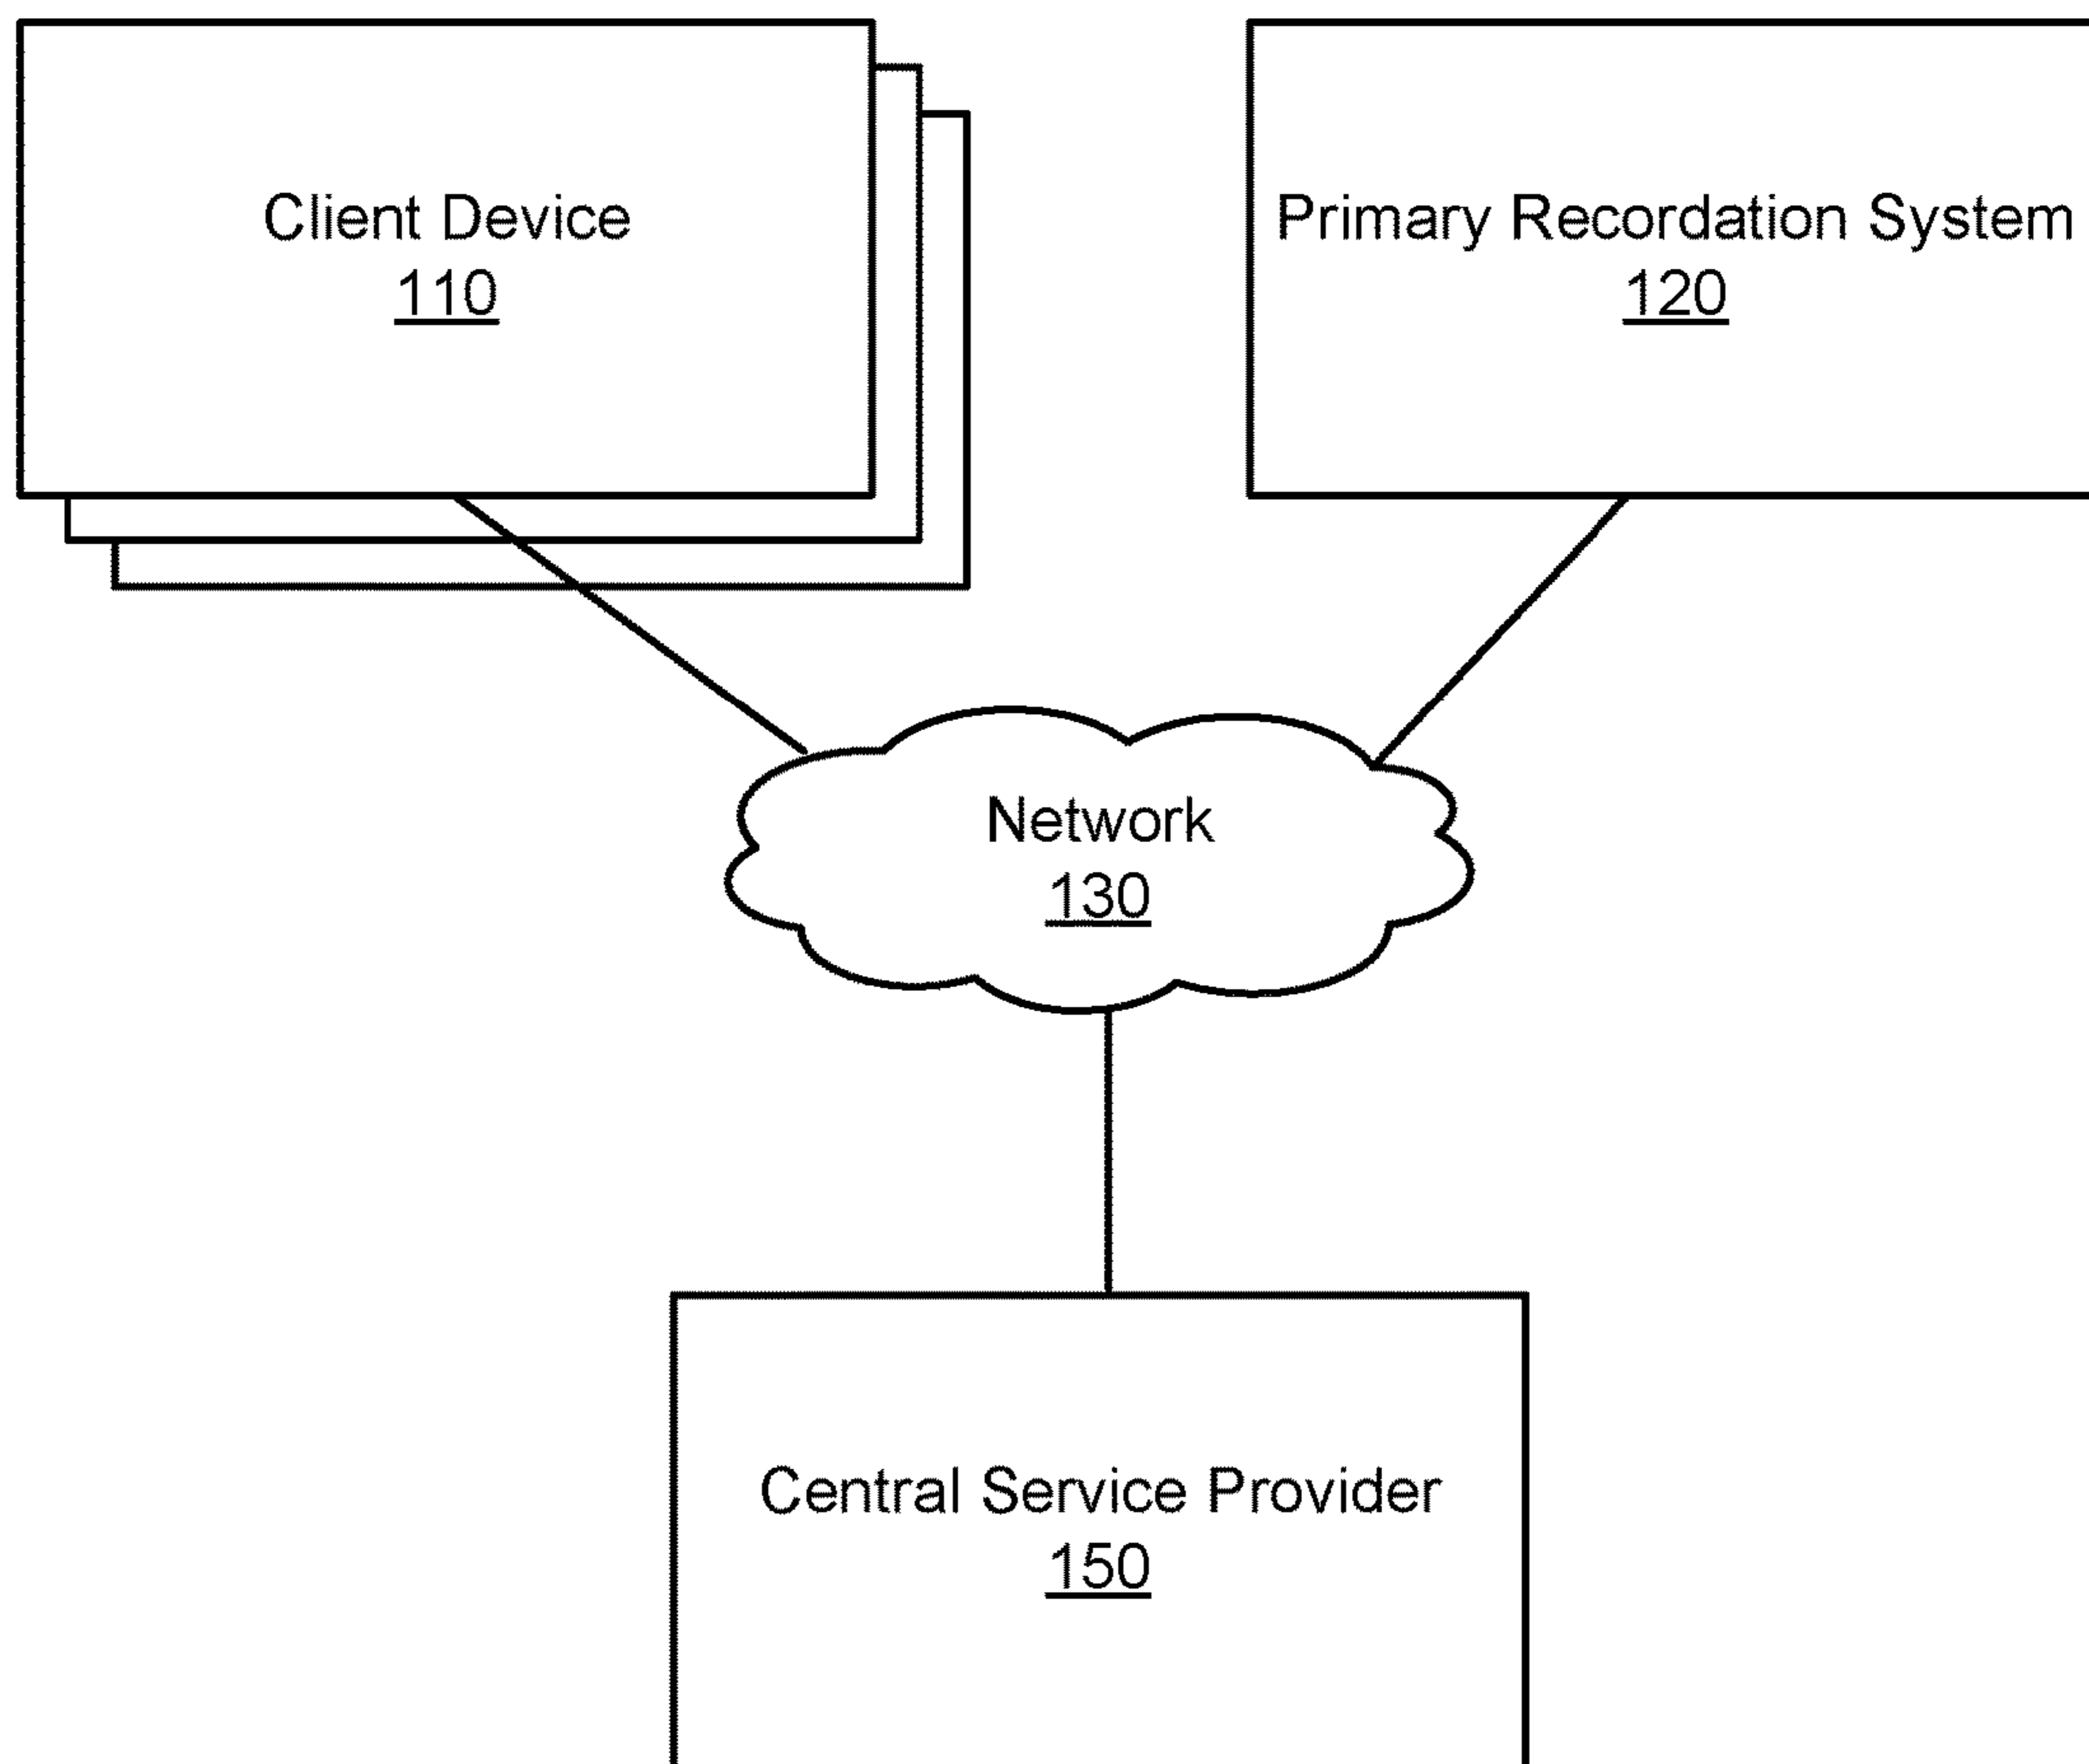 Client Device
110
Primary Recordation System
120
Network
130
Central Service Provider
150